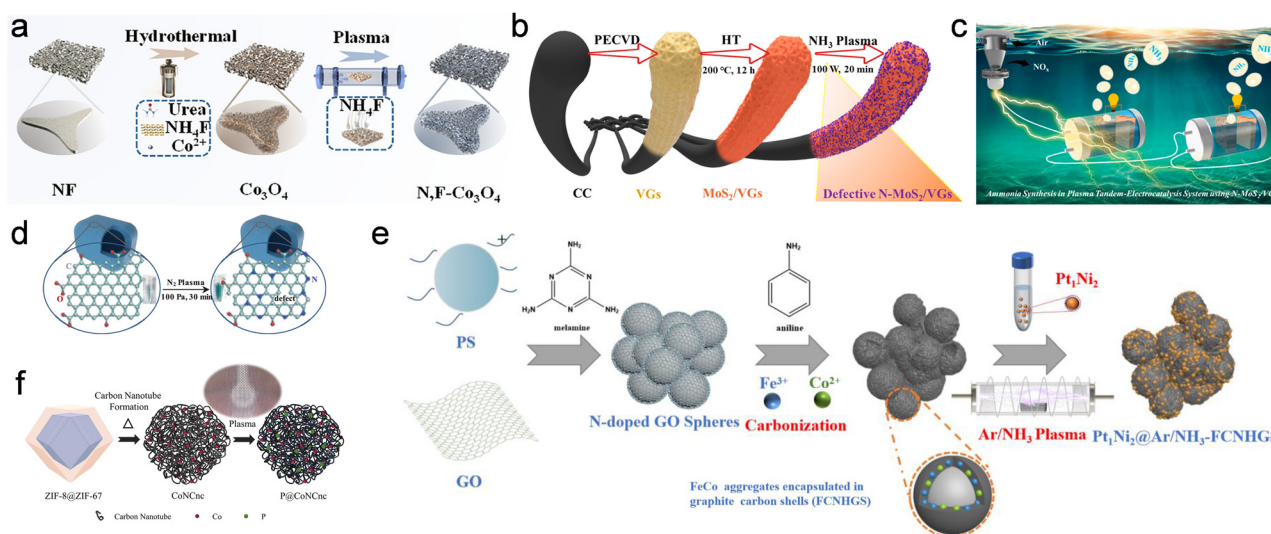 a
Hydrothermal
Plasma
Urea
NH₄F
Co²⁺
NH₄F
NF
Co₃O₄
N,F-Co₃O₄
b
PECVD
HT
NH₃ Plasma
200 °C, 12 h
100 W, 20 min
CC
VGs
MoS₂/VGs
Defective N-MoS₂/VGs
c
Air
NOₓ
NH₃
NH₃
NH₃
NH₃
Ammonia Synthesis in Plasma Tandem-Electrocatalysis System using N-MoS₂/VG
d
C
O
N₂ Plasma
100 Pa, 30 min
defect
N
e
PS
GO
NH₂
N
N
H₂N
N
NH₂
melamine
N-doped GO Spheres
NH₂
aniline
Fe³⁺
Co²⁺
Carbonization
FeCo aggregates encapsulated in
graphite carbon shells (FCNHGS)
Pt₁Ni₂
Ar/NH₃ Plasma
Pt₁Ni₂@Ar/NH₃-FCNHGS
f
Carbon Nanotube
Formation
Δ
Plasma
ZIF-8@ZIF-67
CoNCnc
P@CoNCnc
Carbon Nanotube
Co
P